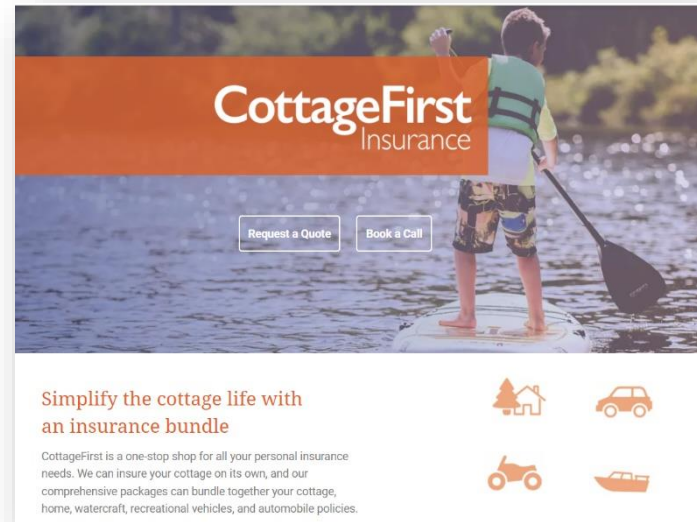 CottageFirst
Insurance
Request a Quote
Book a Call
Simplify the cottage life with
an insurance bundle
CottageFirst is a one-stop shop for all your personal insurance
needs. We can insure your cottage on its own, and our
comprehensive packages can bundle together your cottage,
home, watercraft, recreational vehicles, and automobile policies.